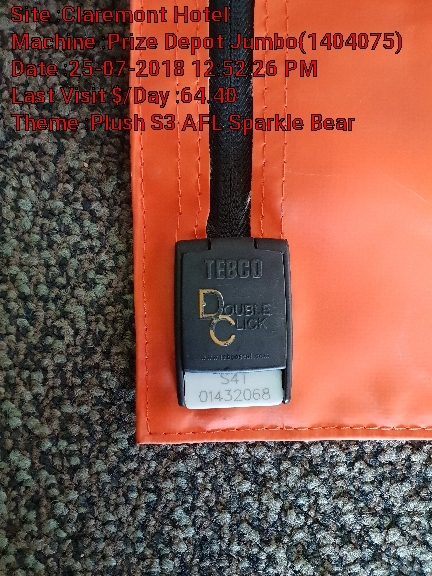 Site :Claremont Hotel
Machine :Prize Depot Jumbo(1404075)
Date :25-07-2018 12:52:26 PM
Last Visit $/Day :64.40
Theme :Plush S3 AFL Sparkle Bear
TEBCO
DOUBLE
CLICK
S4T
01432068